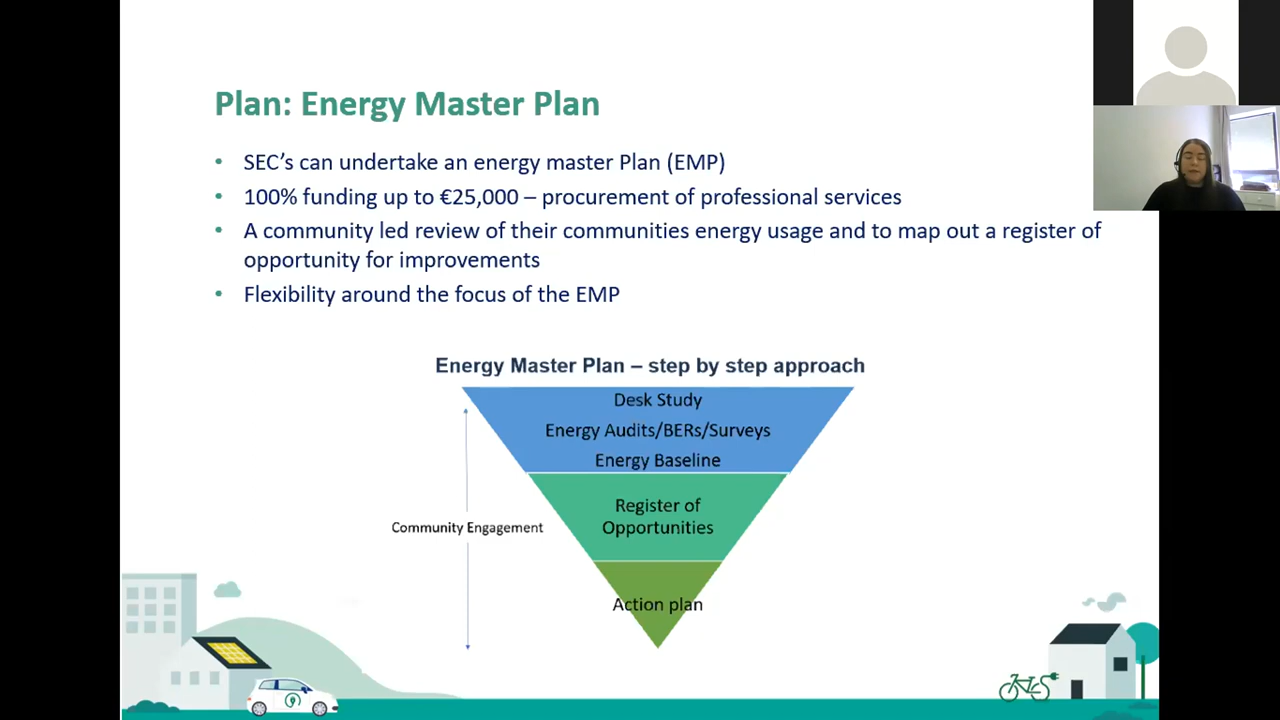 Plan: Energy Master Plan
• SEC’s can undertake an energy master Plan (EMP)
• 100% funding up to €25,000 – procurement of professional services
• A community led review of their communities energy usage and to map out a register of
opportunity for improvements
• Flexibility around the focus of the EMP
Energy Master Plan – step by step approach
Desk Study
Energy Audits/BERs/Surveys
Energy Baseline
Register of
Opportunities
Community Engagement
Action plan